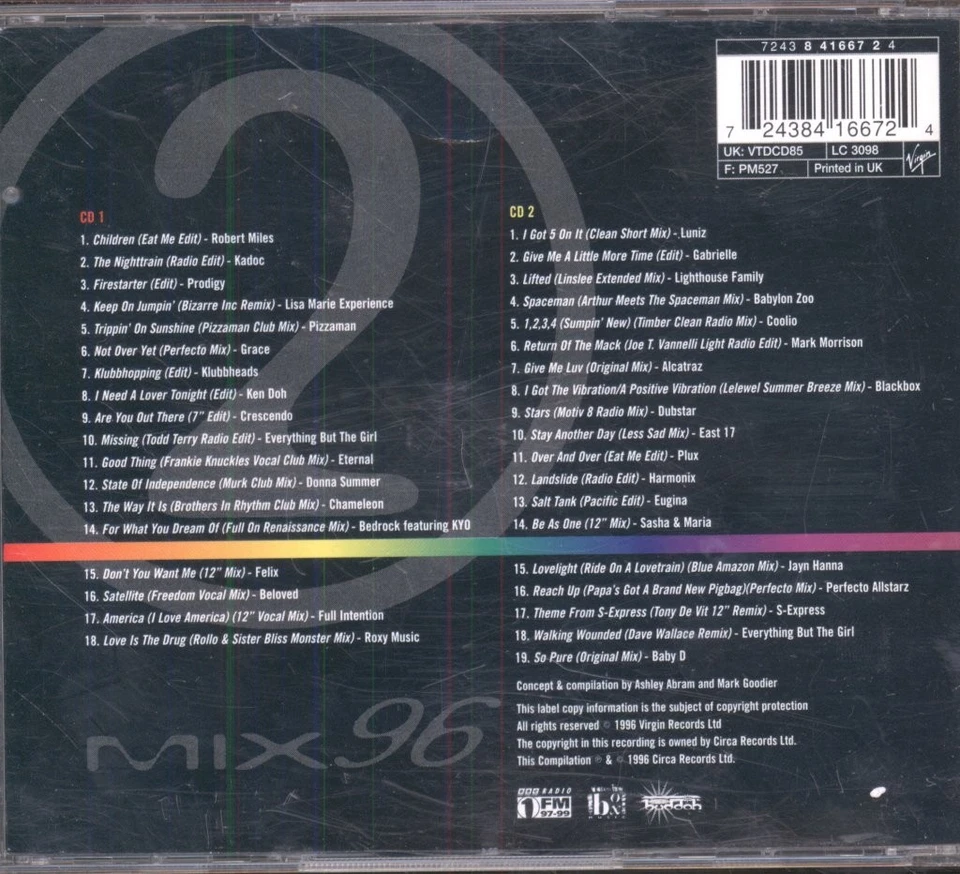 7243 8 41667 2 4
7 24384 16672 4
UK: VTDCD85
LC 3098
F: PM527
Printed in UK
Virgin
2
CD 1
1. Children (Eat Me Edit) - Robert Miles
2. The Nighttrain (Radio Edit) - Kadoc
3. Firestarter (Edit) - Prodigy
4. Keep On Jumpin' (Bizarre Inc Remix) - Lisa Marie Experience
5. Trippin' On Sunshine (Pizzaman Club Mix) - Pizzaman
6. Not Over Yet (Perfecto Mix) - Grace
7. Klubbhopping (Edit) - Klubbheads
8. I Need A Lover Tonight (Edit) - Ken Doh
9. Are You Out There (7" Edit) - Crescendo
10. Missing (Todd Terry Radio Edit) - Everything But The Girl
11. Good Thing (Frankie Knuckles Vocal Club Mix) - Eternal
12. State Of Independence (Murk Club Mix) - Donna Summer
13. The Way It Is (Brothers In Rhythm Club Mix) - Chameleon
14. For What You Dream Of (Full On Renaissance Mix) - Bedrock featuring KYO
15. Don't You Want Me (12" Mix) - Felix
16. Satellite (Freedom Vocal Mix) - Beloved
17. America (I Love America) (12" Vocal Mix) - Full Intention
18. Love Is The Drug (Rollo & Sister Bliss Monster Mix) - Roxy Music
CD 2
1. I Got 5 On It (Clean Short Mix) - Luniz
2. Give Me A Little More Time (Edit) - Gabrielle
3. Lifted (Linslee Extended Mix) - Lighthouse Family
4. Spaceman (Arthur Meets The Spaceman Mix) - Babylon Zoo
5. 1,2,3,4 (Sumpin' New) (Timber Clean Radio Mix) - Coolio
6. Return Of The Mack (Joe T. Vannelli Light Radio Edit) - Mark Morrison
7. Give Me Luv (Original Mix) - Alcatraz
8. I Got The Vibration/A Positive Vibration (Lelewel Summer Breeze Mix) - Blackbox
9. Stars (Motiv 8 Radio Mix) - Dubstar
10. Stay Another Day (Less Sad Mix) - East 17
11. Over And Over (Eat Me Edit) - Plux
12. Landslide (Radio Edit) - Harmonix
13. Salt Tank (Pacific Edit) - Eugina
14. Be As One (12" Mix) - Sasha & Maria
15. Lovelight (Ride On A Lovetrain) (Blue Amazon Mix) - Jayn Hanna
16. Reach Up (Papa's Got A Brand New Pigbag)(Perfecto Mix) - Perfecto Allstarz
17. Theme From S-Express (Tony De Vit 12" Remix) - S-Express
18. Walking Wounded (Dave Wallace Remix) - Everything But The Girl
19. So Pure (Original Mix) - Baby D
Concept & compilation by Ashley Abram and Mark Goodier
This label copy information is the subject of copyright protection
All rights reserved © 1996 Virgin Records Ltd
The copyright in this recording is owned by Circa Records Ltd.
This Compilation ℗ & © 1996 Circa Records Ltd.
MIX96
BBC RADIO
1FM
97-99